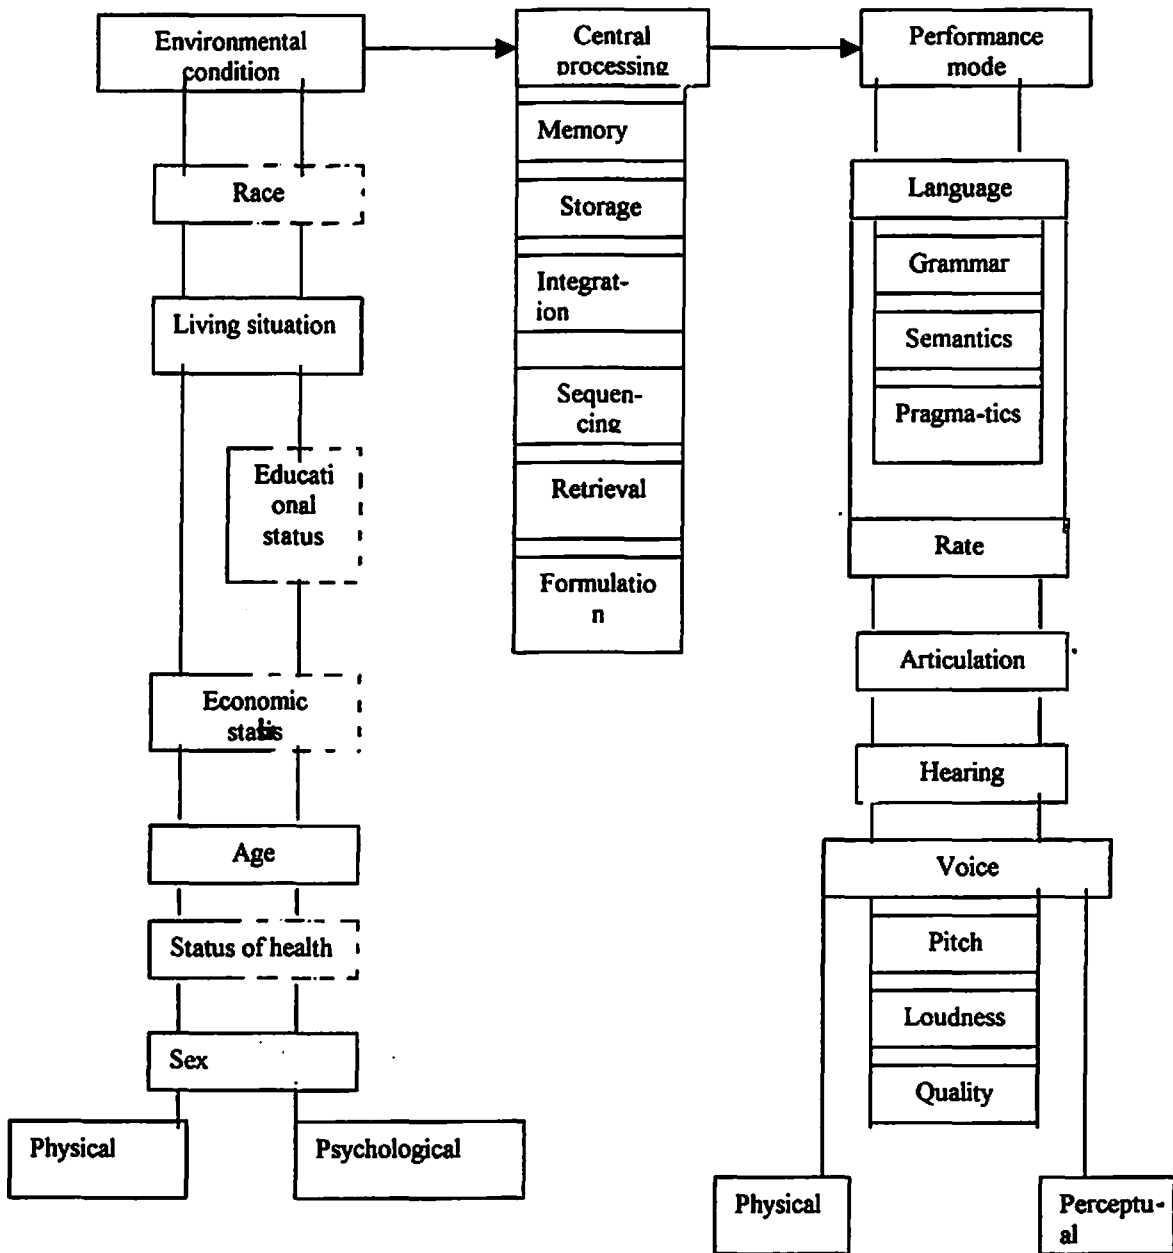 Environmental
condition
Race
Living situation
Educati
onal
status
Economic
Age
Status of health
Sex
Physical
Psychological
Central
processing
Memory
Storage
Integrat-
ion
Sequen-
cing
Retrieval
Formulatio
n
Performance
mode
Language
Grammar
Semantics
Pragma-tics
Rate
Articulation
Hearing
Voice
Pitch
Loudness
Quality
Physical
Perceptu-
al